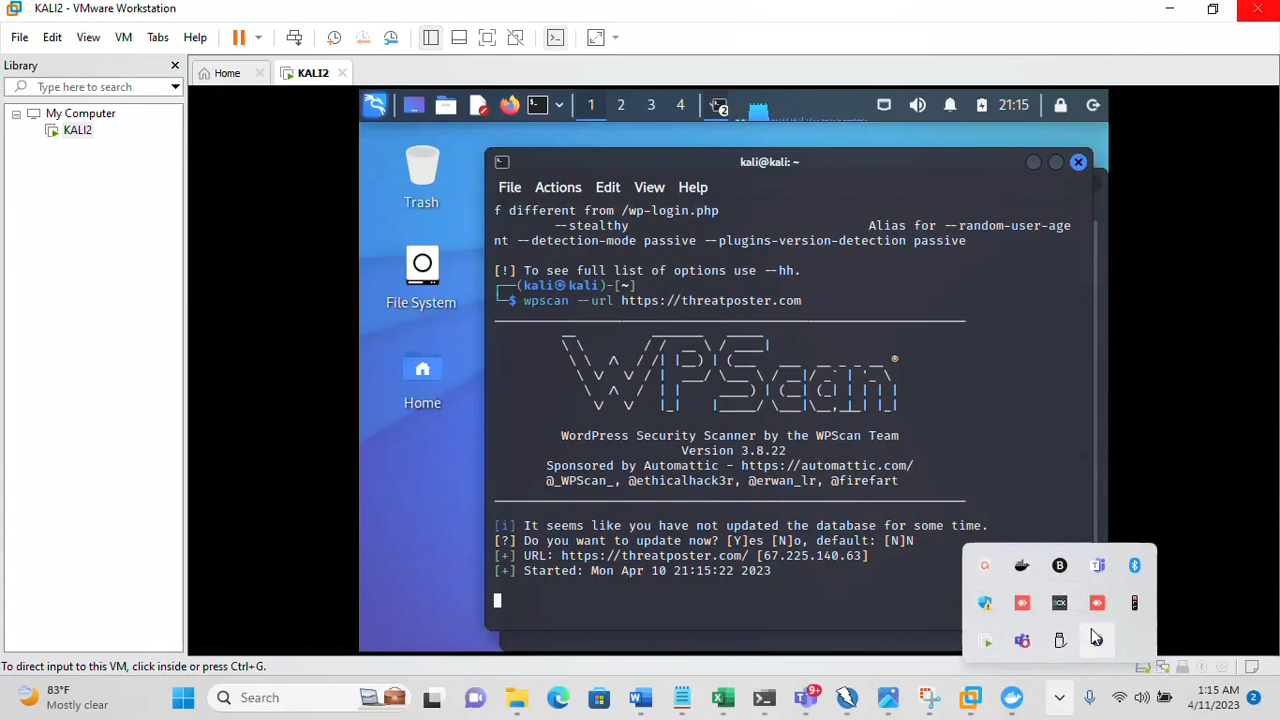 KALI2 - VMware Workstation
File Edit View VM Tabs Help
Library
Type here to search
My Computer
KALI2
Home
KALI2
1 2 3 4
2
21:15
Trash
File System
Home
kali@kali: ~
File Actions Edit View Help
f different from /wp-login.php
--stealthy Alias for --random-user-age
nt --detection-mode passive --plugins-version-detection passive
[!] To see full list of options use --hh.
(kali㉿kali)-[~]
$ wpscan --url https://threatposter.com
WPScan ®
WordPress Security Scanner by the WPScan Team
Version 3.8.22
Sponsored by Automattic - https://automattic.com/
@_WPScan_, @ethicalhack3r, @erwan_lr, @firefart
[i] It seems like you have not updated the database for some time.
[?] Do you want to update now? [Y]es [N]o, default: [N]N
[+] URL: https://threatposter.com/ [67.225.140.63]
[+] Started: Mon Apr 10 21:15:22 2023
To direct input to this VM, click inside or press Ctrl+G.
83°F
Mostly clear
Search
9+
1:15 AM
4/11/2023
2